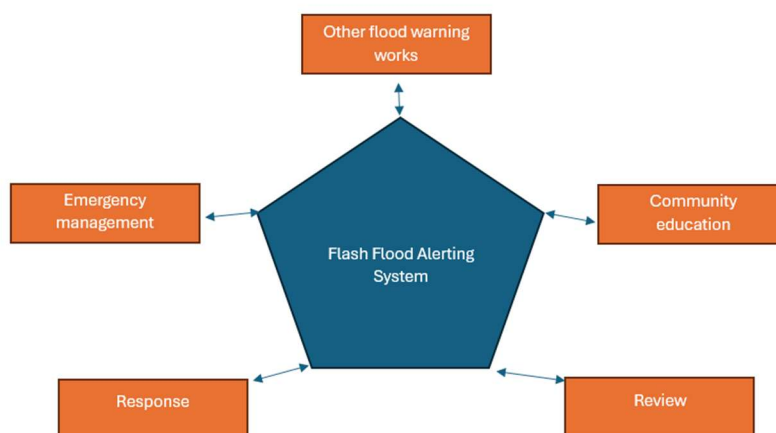 Other flood warning
works
Emergency
management
Community
education
Flash Flood Alerting
System
Response
Review